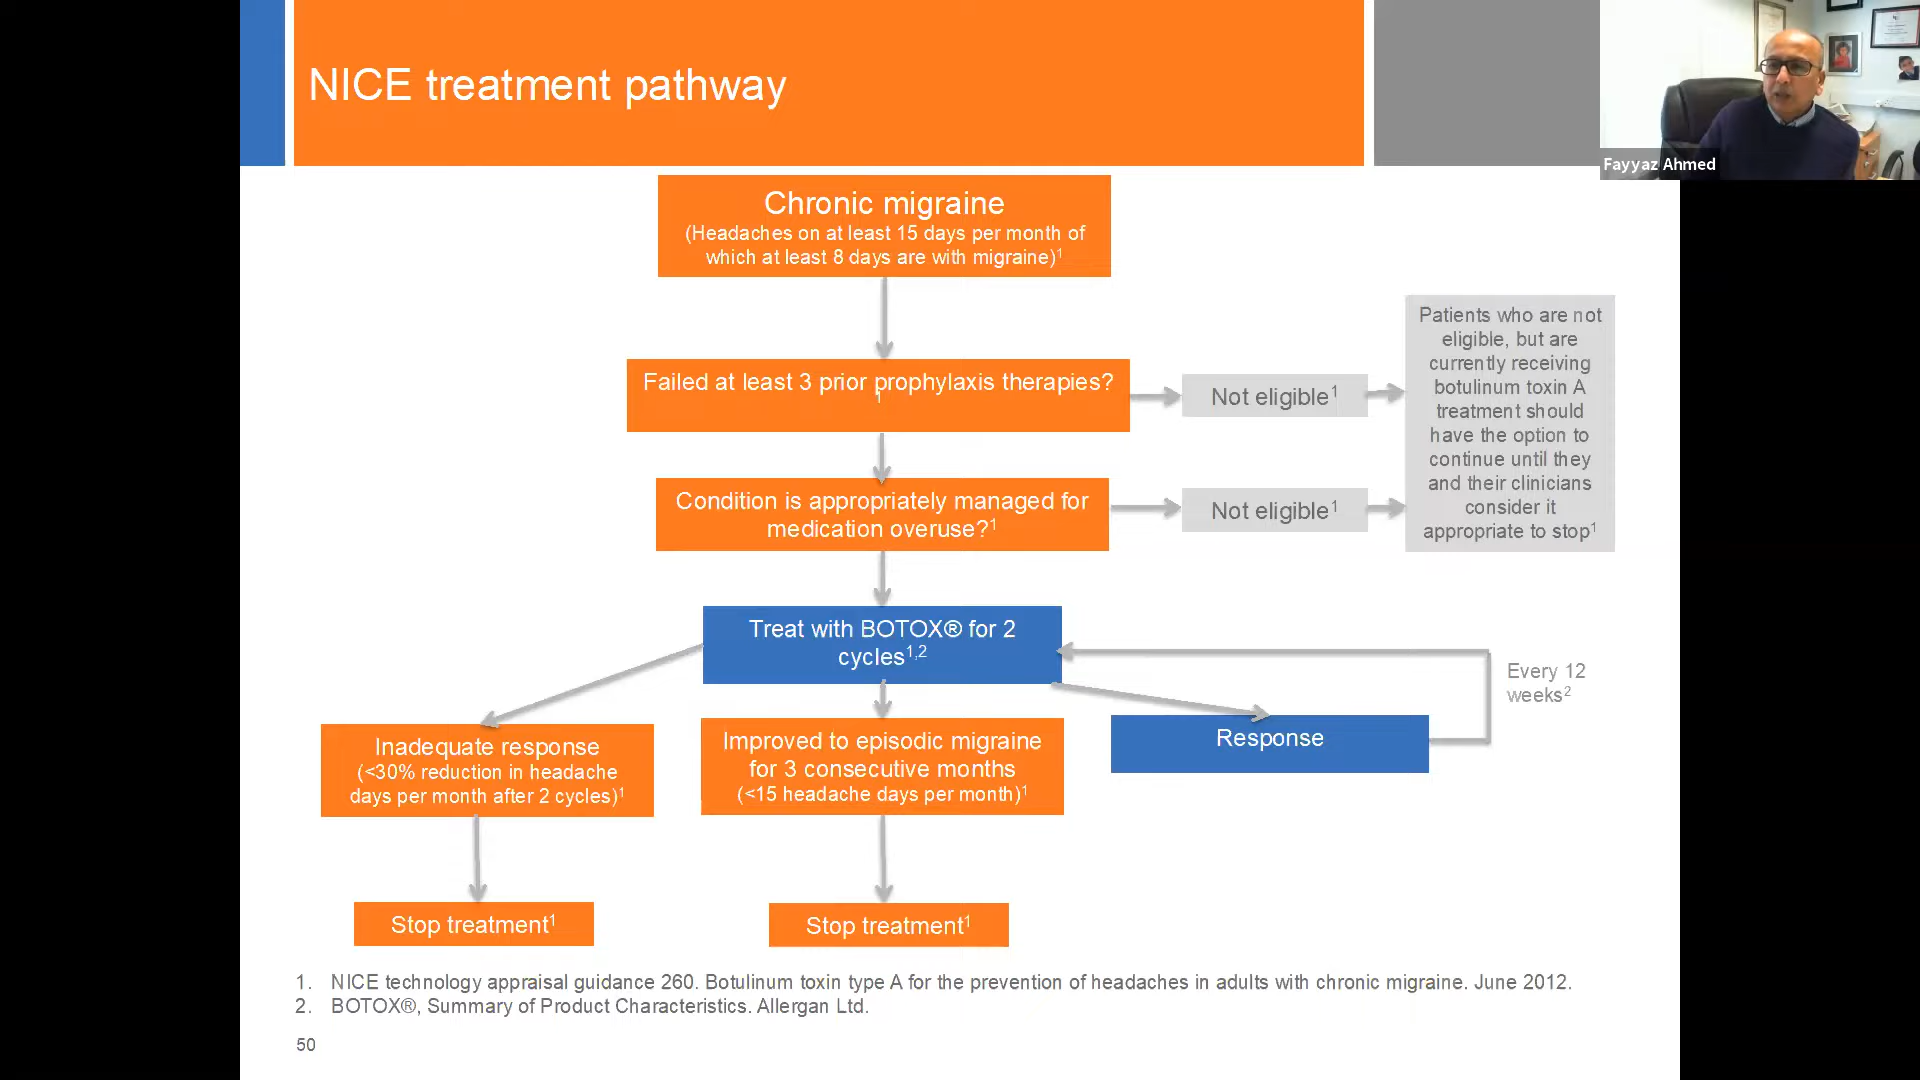 NICE treatment pathway
Fayyaz Ahmed
Chronic migraine
(Headaches on at least 15 days per month of
which at least 8 days are with migraine)1
Failed at least 3 prior prophylaxis therapies?
1
Not eligible1
Patients who are not
eligible, but are
currently receiving
botulinum toxin A
treatment should
have the option to
continue until they
and their clinicians
consider it
appropriate to stop1
Condition is appropriately managed for
medication overuse?1
Not eligible1
Treat with BOTOX® for 2
cycles1,2
Every 12
weeks2
Inadequate response
(<30% reduction in headache
days per month after 2 cycles)1
Improved to episodic migraine
for 3 consecutive months
(<15 headache days per month)1
Response
Stop treatment1
Stop treatment1
1. NICE technology appraisal guidance 260. Botulinum toxin type A for the prevention of headaches in adults with chronic migraine. June 2012.
2. BOTOX®, Summary of Product Characteristics. Allergan Ltd.
50